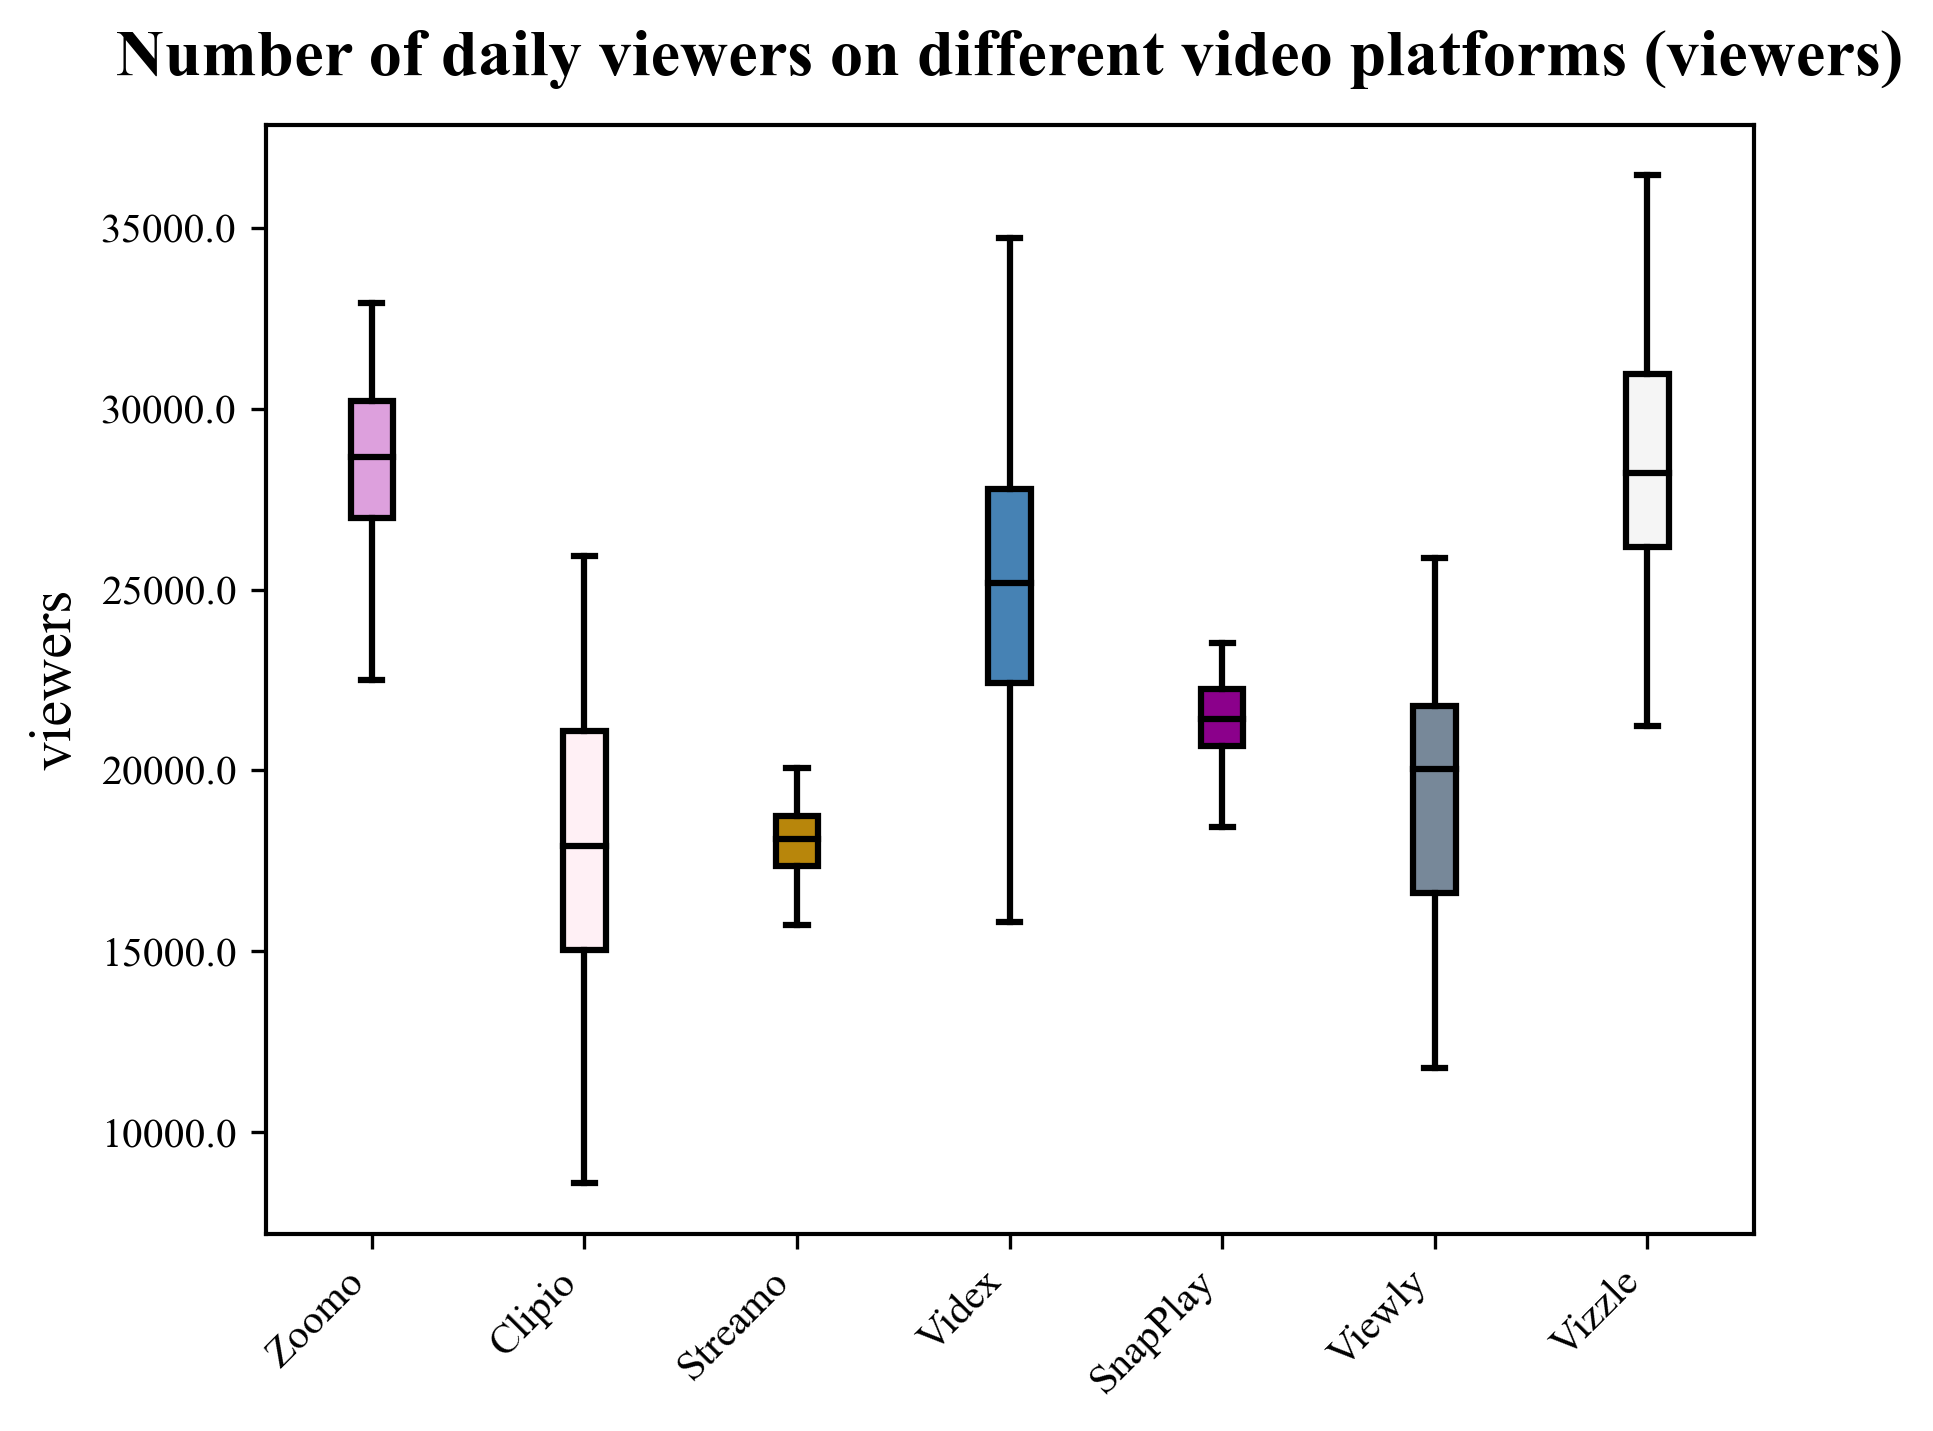 Number of daily viewers on different video platforms (viewers)
viewers
35000.0
30000.0
25000.0
20000.0
15000.0
10000.0
Zoomo
Clipio
Streamo
Videx
SnapPlay
Viewly
Vizzle